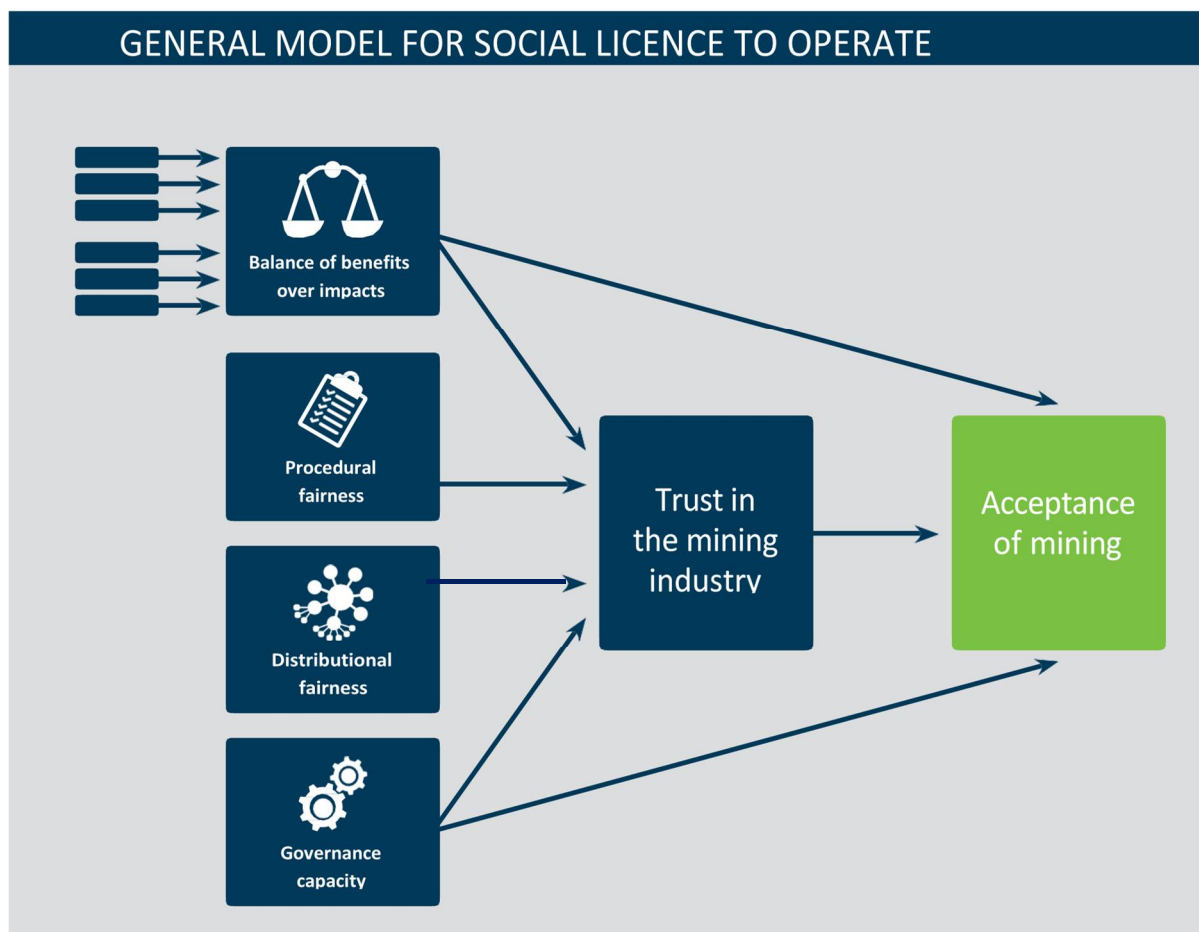 GENERAL MODEL FOR SOCIAL LICENCE TO OPERATE
Balance of benefits
over impacts
Procedural
fairness
Distributional
fairness
Governance
capacity
Trust in
the mining
industry
Acceptance
of mining